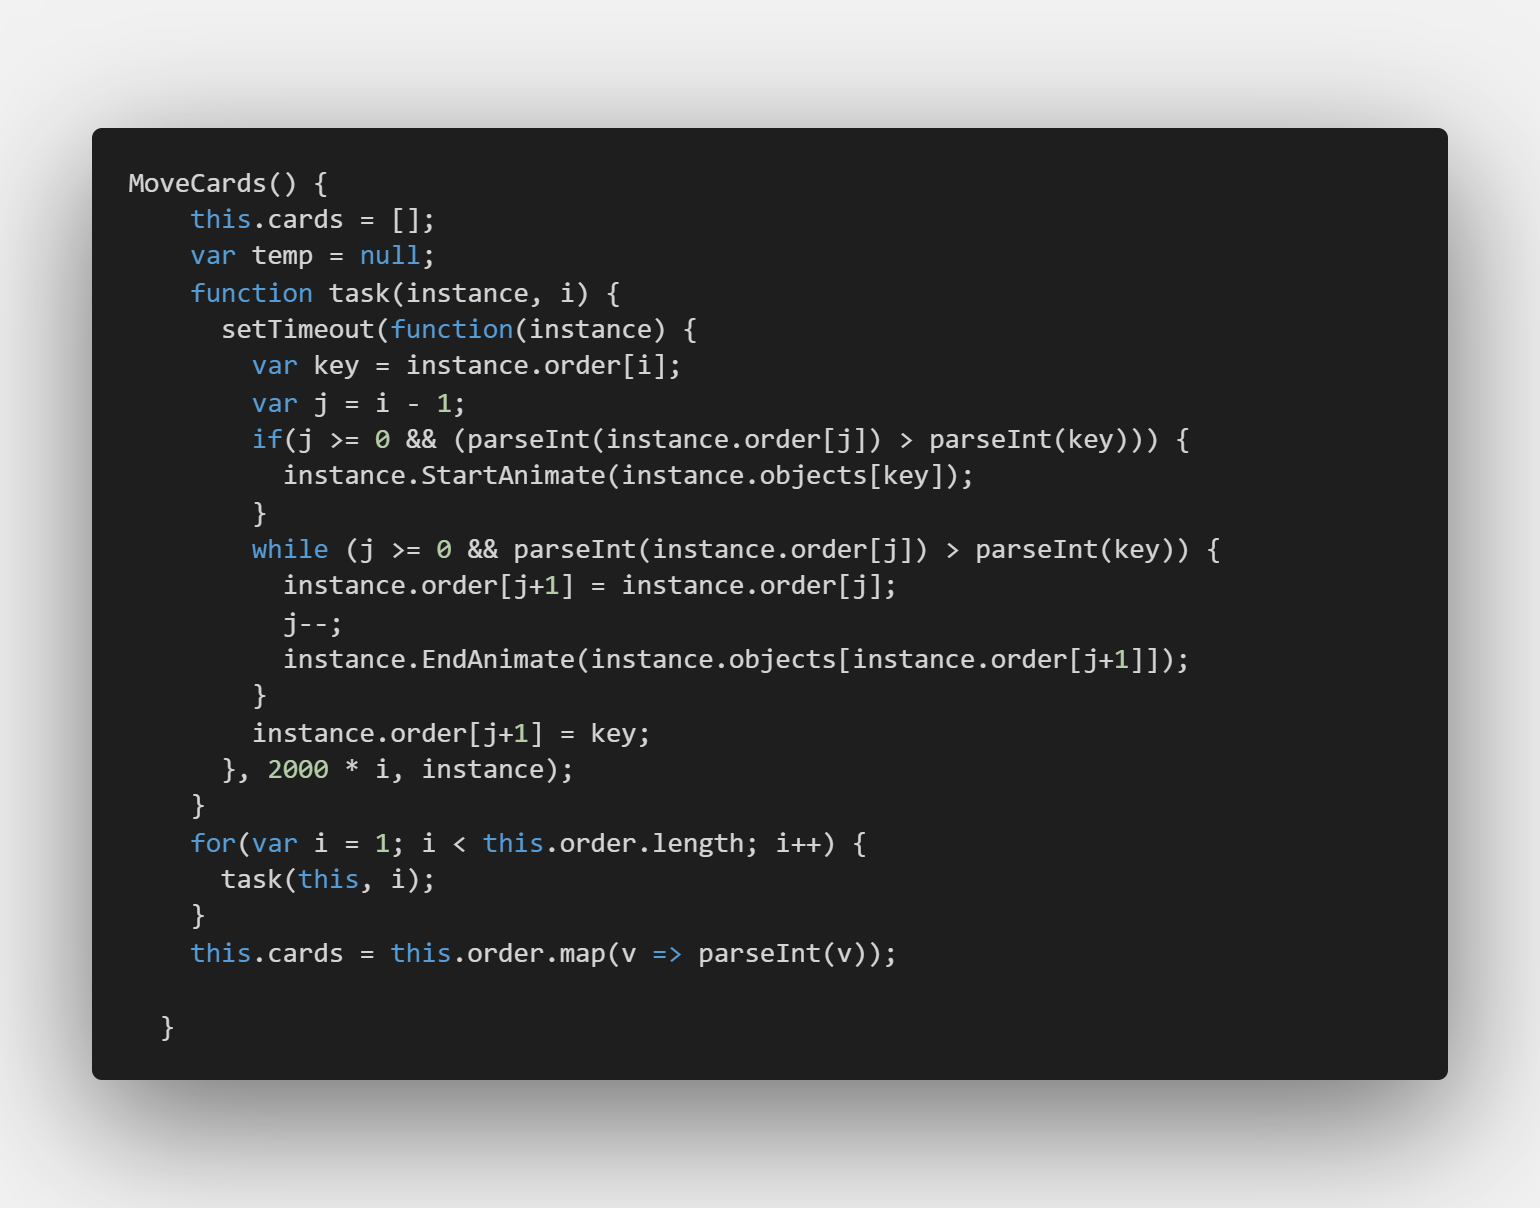 MoveCards() {
    this.cards = [];
    var temp = null;
    function task(instance, i) {
      setTimeout(function(instance) {
        var key = instance.order[i];
        var j = i - 1;
        if(j >= 0 && (parseInt(instance.order[j]) > parseInt(key))) {
          instance.StartAnimate(instance.objects[key]);
        }
        while (j >= 0 && parseInt(instance.order[j]) > parseInt(key)) {
          instance.order[j+1] = instance.order[j];
          j--;
          instance.EndAnimate(instance.objects[instance.order[j+1]]);
        }
        instance.order[j+1] = key;
      }, 2000 * i, instance);
    }
    for(var i = 1; i < this.order.length; i++) {
      task(this, i);
    }
    this.cards = this.order.map(v => parseInt(v));

  }